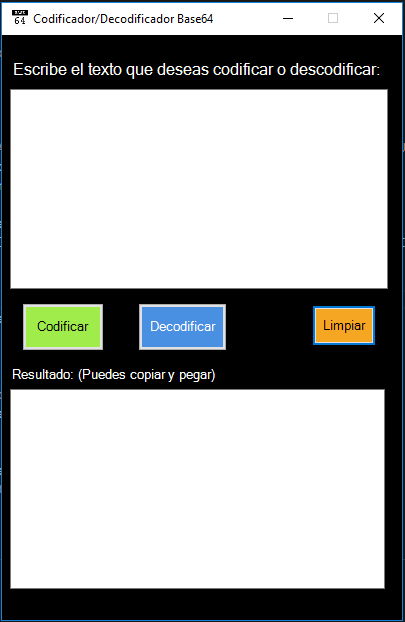 Codificador/Decodificador Base64
Escribe el texto que deseas codificar o descodificar:
Codificar
Decodificar
Limpiar
Resultado: (Puedes copiar y pegar)